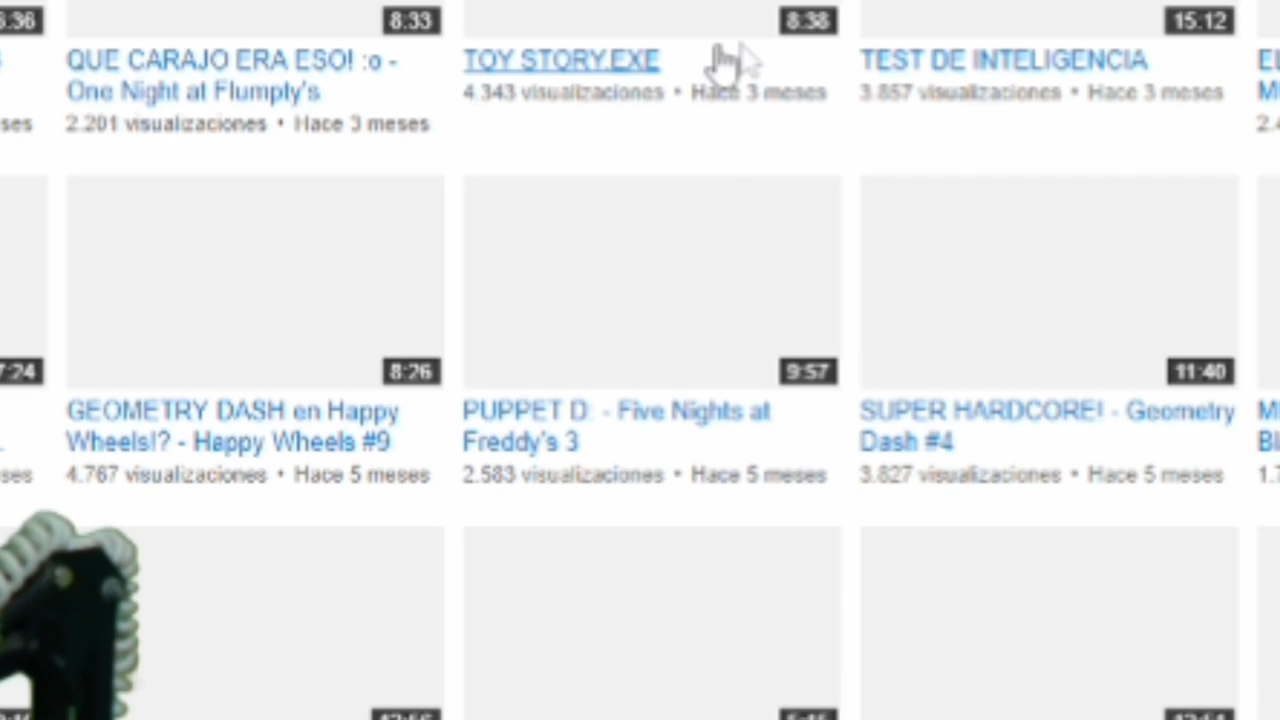 8:33
8:38
15:12
QUE CARAJO ERA ESO! :o -
TOY STORY.EXE
TEST DE INTELIGENCIA
One Night at Flumply's
4.343 visualizaciones • Hace 3 meses
3.857 visualizaciones • Hace 3 meses
2.201 visualizaciones • Hace 3 meses
7:24
8:26
9:57
11:40
GEOMETRY DASH en Happy
PUPPET D: - Five Nights at
SUPER HARDCORE! - Geometry
Wheels!? - Happy Wheels #9
Freddy's 3
Dash #4
4.767 visualizaciones • Hace 5 meses
2.583 visualizaciones • Hace 5 meses
3.827 visualizaciones • Hace 5 meses